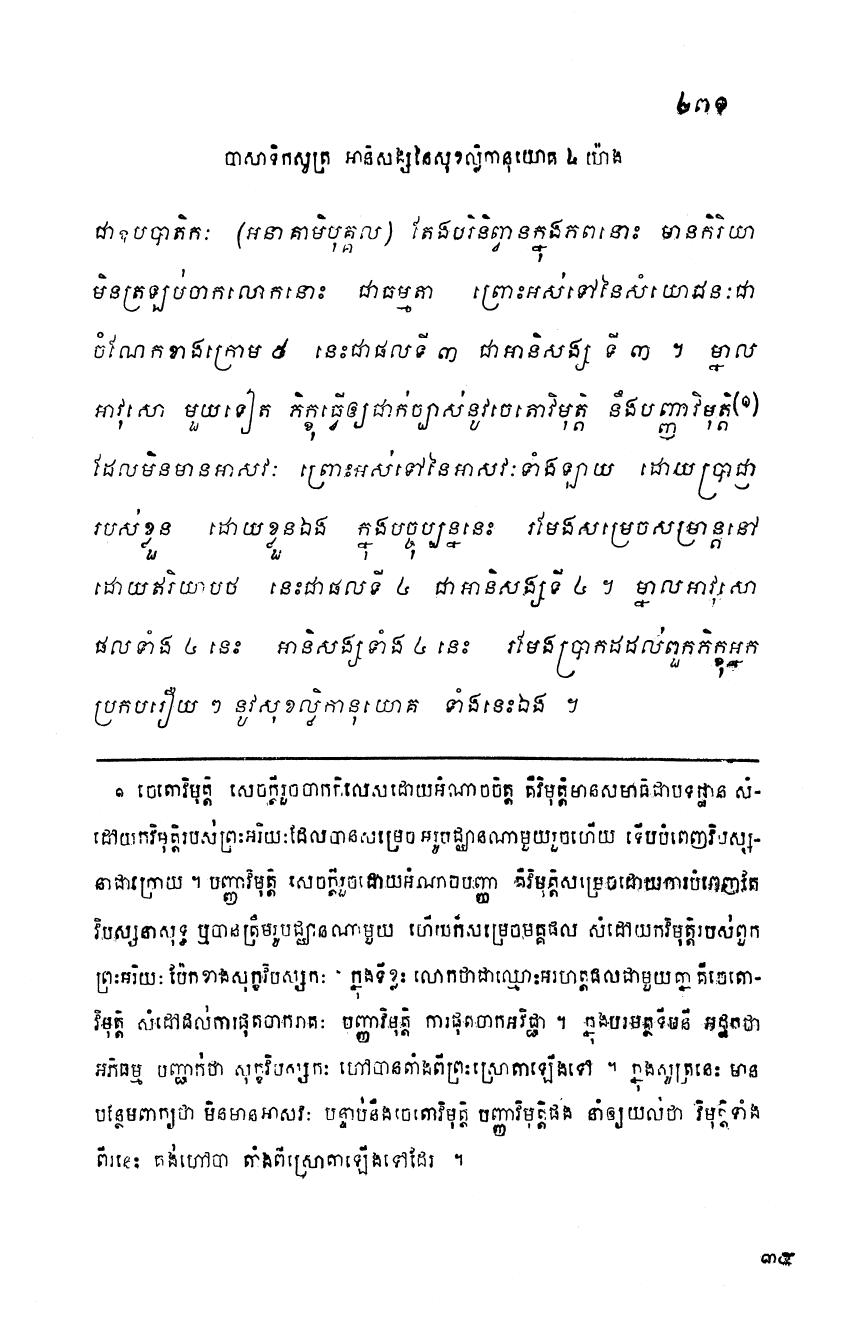 ២៣១
បាសាទិកសូត្រ អានិសង្សនៃសុខល្លិកានុយោគ ៤ យ៉ាង
ជាឧបបាតិកៈ (អនាគាមិបុគ្គល) តែងបរិនិព្វានក្នុងភពនោះ មានកិរិយា
មិនត្រឡប់ចាកលោកនោះ ជាធម្មតា ព្រោះអស់ទៅនៃសំយោជនៈជា
ចំណែកខាងក្រោម ៥ នេះជាផលទី ៣ ជាអានិសង្ស ទី ៣ ។ ម្នាល
អាវុសោ មួយទៀត ភិក្ខុធ្វើឲ្យជាក់ច្បាស់នូវចេតោវិមុត្តិ នឹងបញ្ញាវិមុត្តិ(១)
ដែលមិនមានអាសវៈ ព្រោះអស់ទៅនៃអាសវៈទាំងឡាយ ដោយប្រាជ្ញា
របស់ខ្លួន ដោយខ្លួនឯង ក្នុងបច្ចុប្បន្ននេះ រមែងសម្រេចសម្រាន្តនៅ
ដោយឥរិយាបថ នេះជាផលទី ៤ ជាអានិសង្សទី ៤ ។ ម្នាលអាវុសោ
ផលទាំង ៤ នេះ អានិសង្សទាំង ៤ នេះ រមែងប្រាកដដល់ពួកភិក្ខុអ្នក
ប្រកបរឿយ ៗ នូវសុខល្លិកានុយោគ ទាំងនេះឯង ។
១ ចេតោវិមុត្តិ សេចក្តីរួចចាកកិលេសដោយអំណាចចិត្ត គឺវិមុត្តិមានសមាធិជាបទដ្ឋាន សំ-
ដៅយកវិមុត្តិរបស់ព្រះអរិយៈដែលបានសម្រេច អរូបជ្ឈានណាមួយរួចហើយ ទើបបំពេញវិបស្ស-
នាជាក្រោយ ។ បញ្ញាវិមុត្តិ សេចក្តីរួចដោយអំណាចបញ្ញា គឺវិមុត្តិសម្រេចដោយការបំពេញតែ
វិបស្សនាសុទ្ធ ឬបានត្រឹមរូបជ្ឈានណាមួយ ហើយក៏សម្រេចមគ្គផល សំដៅយកវិមុត្តិរបស់ពួក
ព្រះអរិយៈ ផ្នែកខាងសុក្ខវិបស្សកៈ ។ ក្នុងទីខ្លះ លោកថាជាឈ្មោះអរហត្តផលជាមួយគ្នា គឺចេតោ-
វិមុត្តិ សំដៅដល់ការផុតចាករាគៈ បញ្ញាវិមុត្តិ ការផុតចាកអវិជ្ជា ។ ក្នុងបរមត្ថទីបនី អដ្ឋកថា
អភិធម្ម បញ្ជាក់ថា សុក្ខវិបស្សកៈ ហៅបានតាំងពីព្រះស្រោតាឡើងទៅ ។ ក្នុងសូត្រនេះ មាន
បន្ថែមពាក្យថា មិនមានអាសវៈ បន្ទាប់នឹងចេតោវិមុត្តិ បញ្ញាវិមុត្តិផង នាំឲ្យយល់ថា វិមុត្តិទាំង
ពីរនេះ គង់ហៅបា តាំងពីស្រោតាឡើងទៅដែរ ។
៣៥